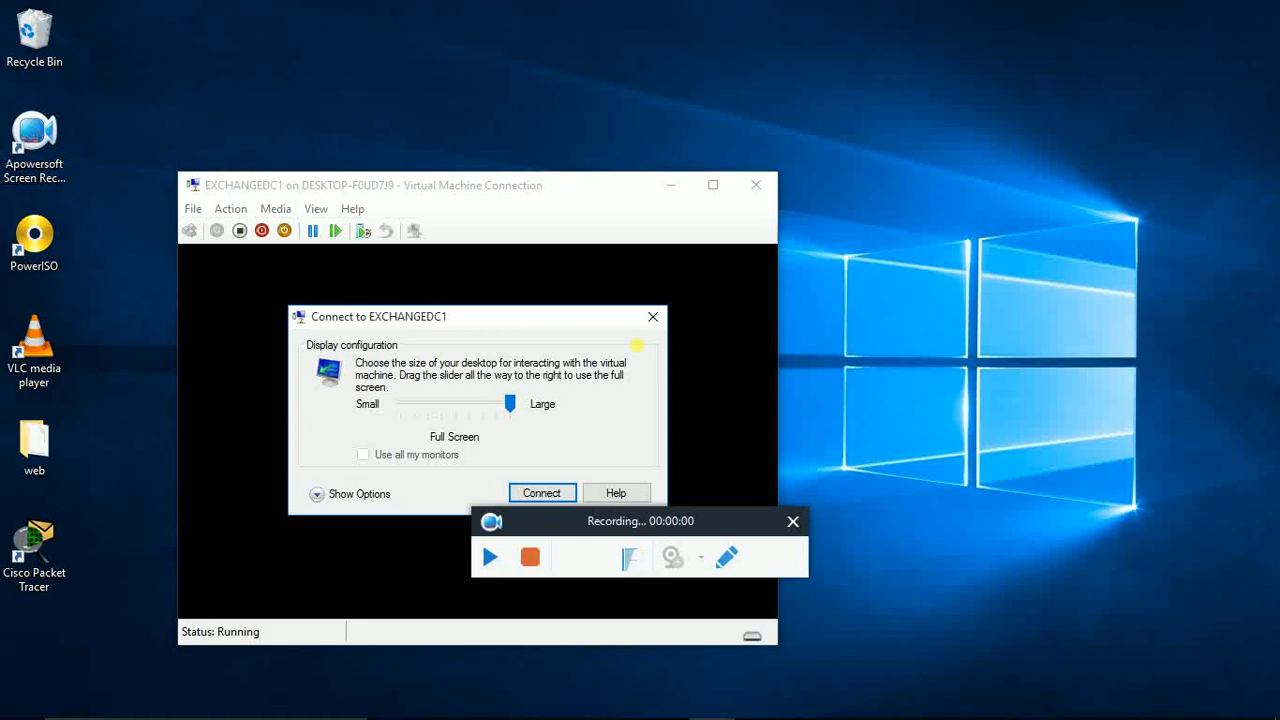 Recycle Bin
Apowersoft
Screen Rec...
PowerISO
VLC media
player
web
Cisco Packet
Tracer
EXCHANGEDC1 on DESKTOP-F0UD7J9 - Virtual Machine Connection
File Action Media View Help
Connect to EXCHANGEDC1
Display configuration
Choose the size of your desktop for interacting with the virtual
machine. Drag the slider all the way to the right to use the full
screen.
Small Large
Full Screen
Use all my monitors
Show Options Connect Help
Recording... 00:00:00
Status: Running